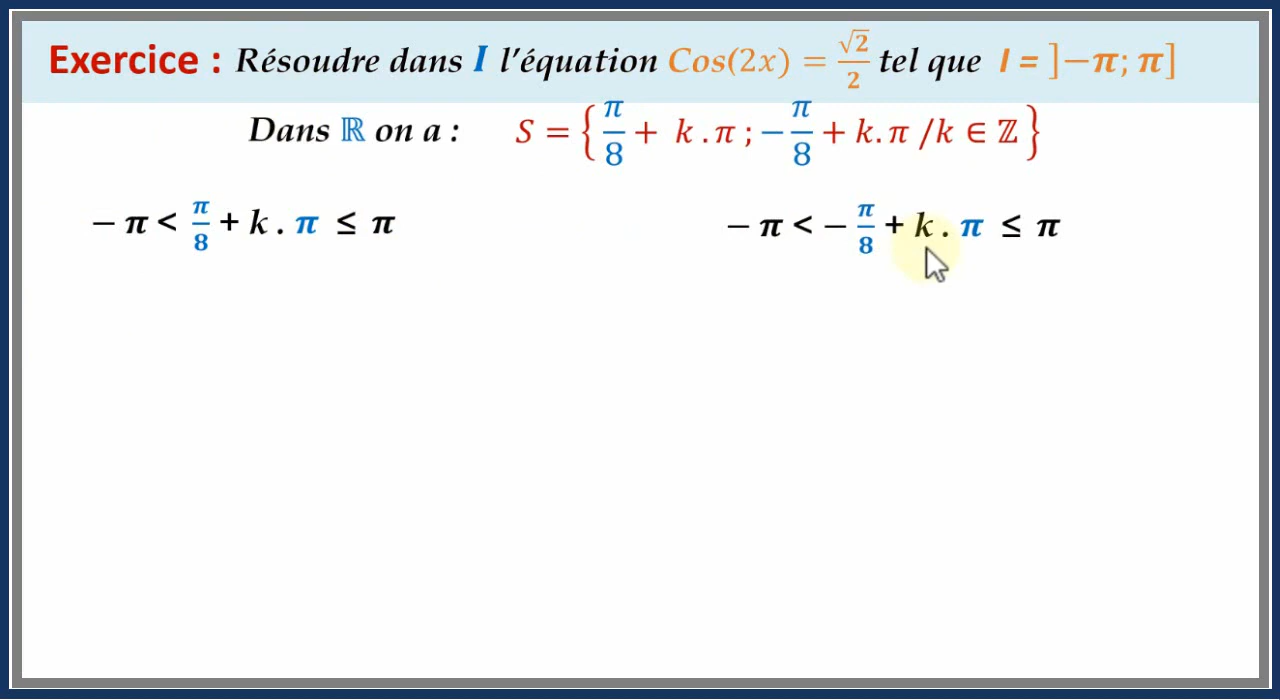 Exercice : Résoudre dans I l'équation Cos(2x) = √2/2 tel que I = ]−π; π]
Dans ℝ on a : S = {π/8 + k .π ; −π/8 + k. π /k ∈ ℤ}
− π < π/8 + k . π ≤ π
− π < − π/8 + k . π ≤ π